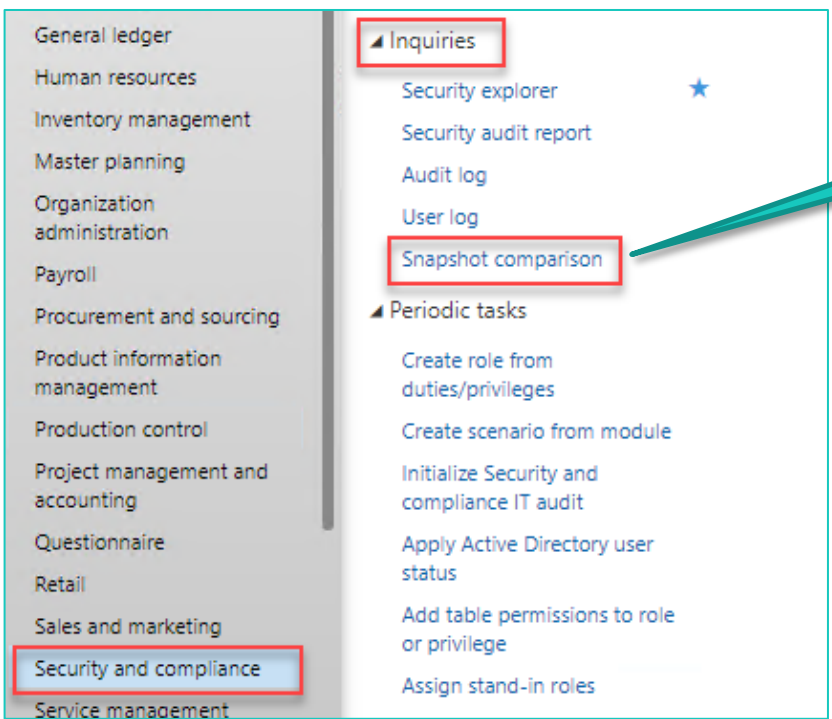 General ledger
Human resources
Inventory management
Master planning
Organization
administration
Payroll
Procurement and sourcing
Product information
management
Production control
Project management and
accounting
Questionnaire
Retail
Sales and marketing
Security and compliance
Service management
Inquiries
Security explorer
Security audit report
Audit log
User log
Snapshot comparison
Periodic tasks
Create role from
duties/privileges
Create scenario from module
Initialize Security and
compliance IT audit
Apply Active Directory user
status
Add table permissions to role
or privilege
Assign stand-in roles